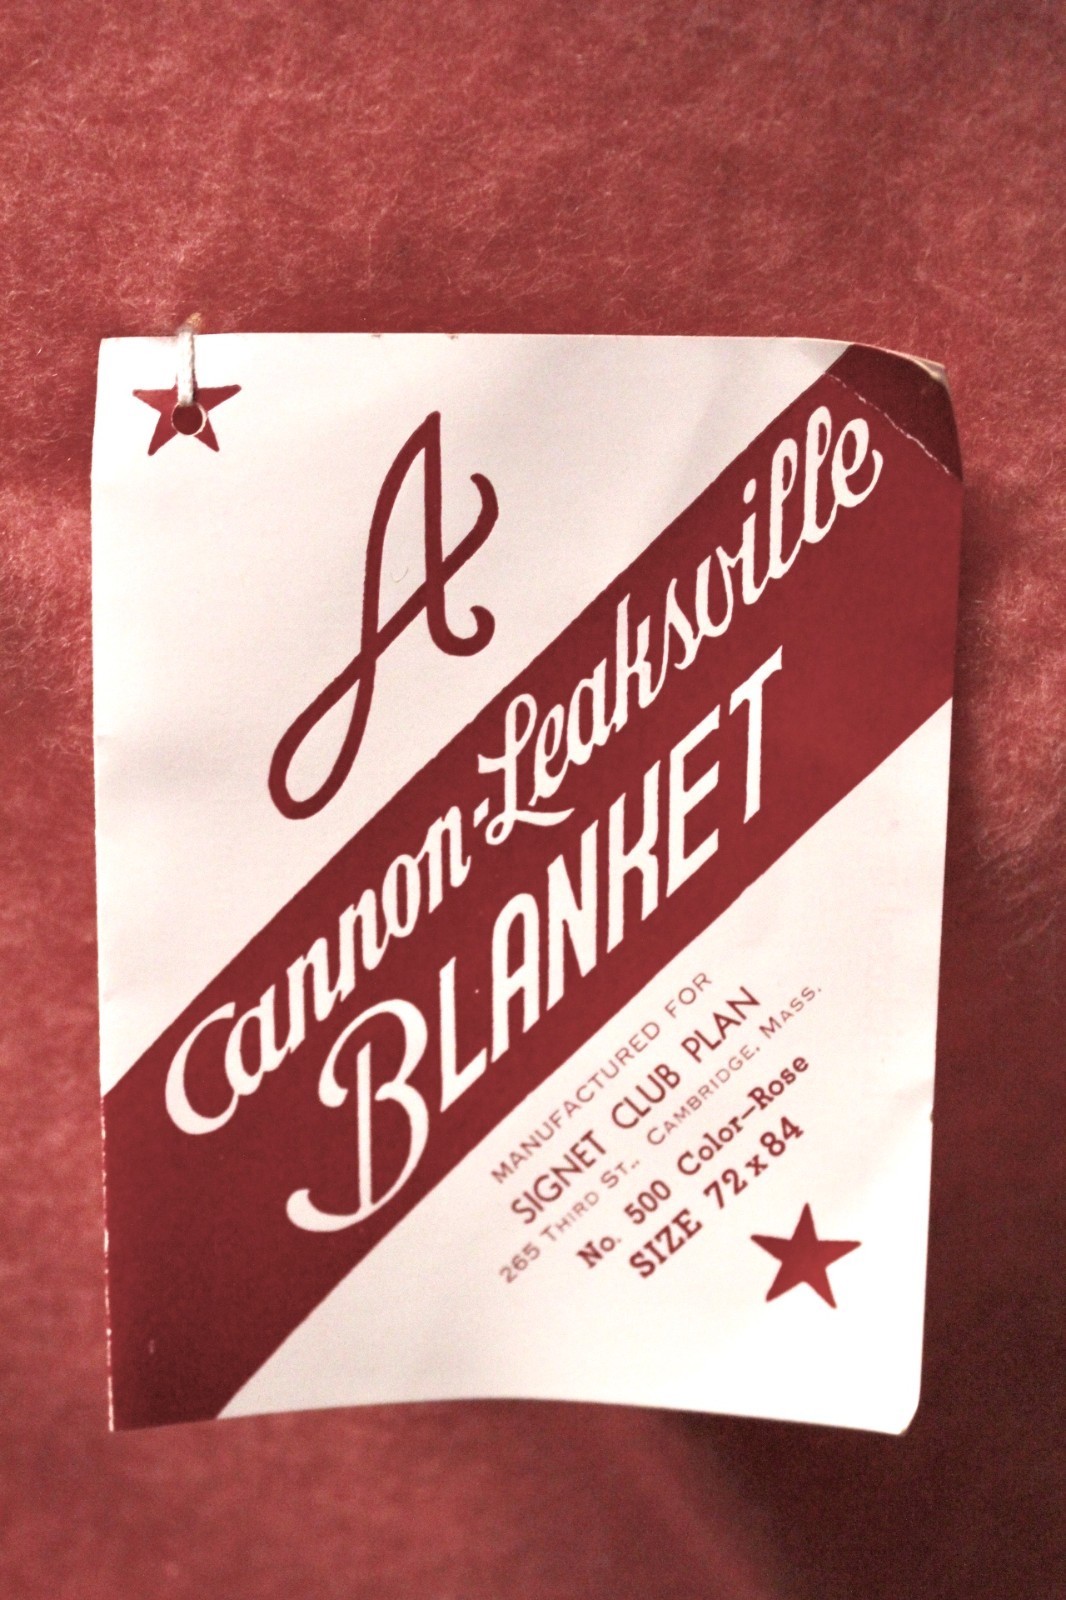 A
Cannon-Leaksville
BLANKET
MANUFACTURED FOR
SIGNET CLUB PLAN
265 THIRD ST., CAMBRIDGE, MASS.
No. 500 Color-Rose
SIZE 72 x 84